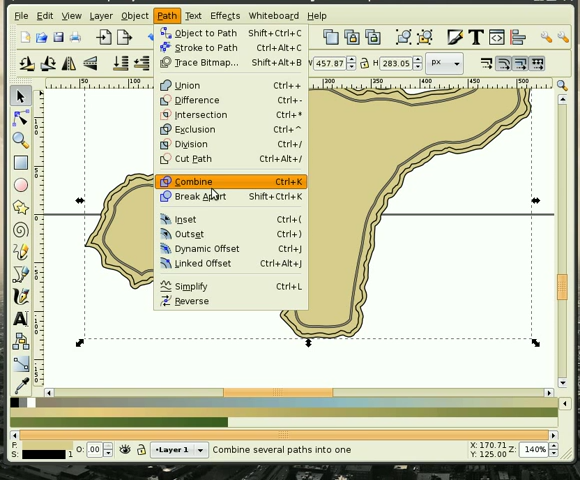 File Edit View Layer Object Path Text Effects Whiteboard Help
Object to Path Shift+Ctrl+C
Stroke to Path Ctrl+Alt+C
Trace Bitmap... Shift+Alt+B
457.87 H 283.05 px
Union Ctrl++
Difference Ctrl+-
Intersection Ctrl+*
Exclusion Ctrl+^
Division Ctrl+/
Cut Path Ctrl+Alt+/
Combine Ctrl+K
Break Apart Shift+Ctrl+K
Inset Ctrl+(
Outset Ctrl+)
Dynamic Offset Ctrl+J
Linked Offset Ctrl+Alt+J
Simplify Ctrl+L
Reverse
F:
S: 1
O: .00
•Layer 1
Combine several paths into one
X: 170.71
Y: 125.00
Z: 140%